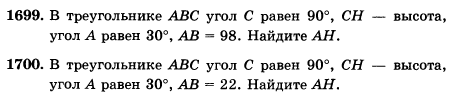 1699. В треугольнике ABC угол C равен 90°, CH — высота,
угол A равен 30°, AB = 98. Найдите AH.
1700. В треугольнике ABC угол C равен 90°, CH — высота,
угол A равен 30°, AB = 22. Найдите AH.